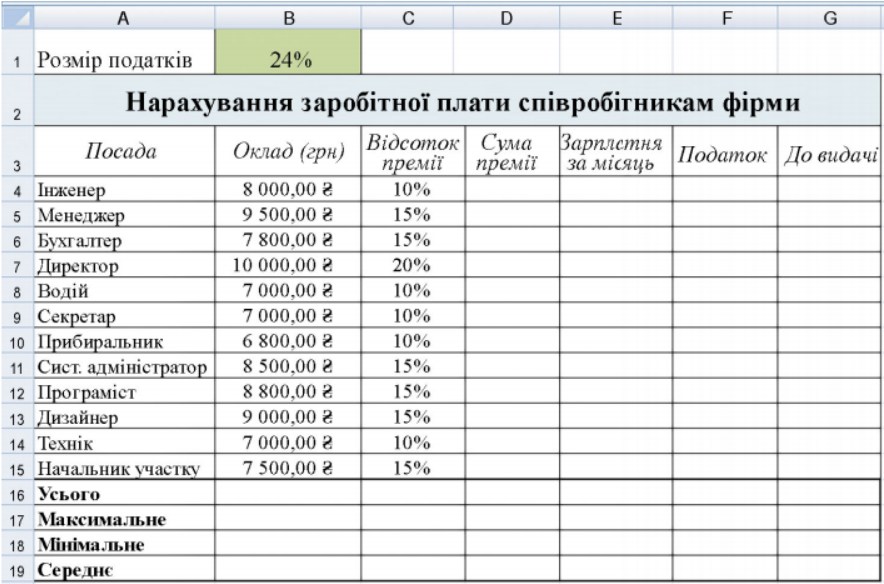 A B C D E F G
1 Розмір податків 24%
2 Нарахування заробітної плати співробітникам фірми
3 Посада Оклад (грн) Відсоток премії Сума премії Зарплстня за місяць Податок До видачі
4 Інженер 8 000,00 ₴ 10%
5 Менеджер 9 500,00 ₴ 15%
6 Бухгалтер 7 800,00 ₴ 15%
7 Директор 10 000,00 ₴ 20%
8 Водій 7 000,00 ₴ 10%
9 Секретар 7 000,00 ₴ 10%
10 Прибиральник 6 800,00 ₴ 10%
11 Сист. адміністратор 8 500,00 ₴ 15%
12 Програміст 8 800,00 ₴ 15%
13 Дизайнер 9 000,00 ₴ 15%
14 Технік 7 000,00 ₴ 10%
15 Начальник участку 7 500,00 ₴ 15%
16 Усього
17 Максимальне
18 Мінімальне
19 Середнє